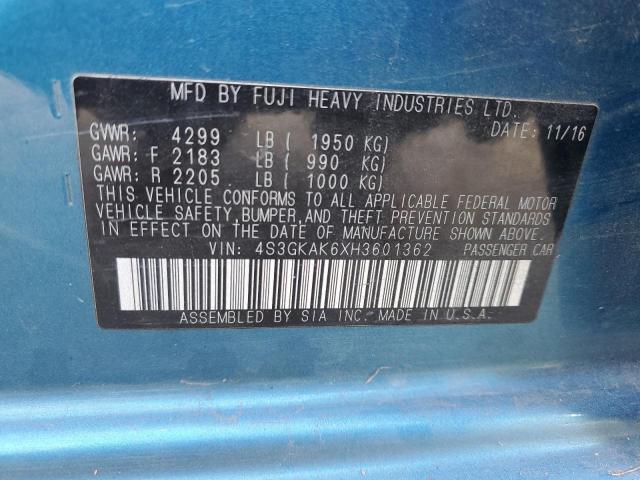 MFD BY FUJI HEAVY INDUSTRIES LTD.
DATE: 11/16
GVWR: 4299 LB ( 1950 KG)
GAWR: F 2183 LB ( 990 KG)
GAWR: R 2205 LB ( 1000 KG)
THIS VEHICLE CONFORMS TO ALL APPLICABLE FEDERAL MOTOR
VEHICLE SAFETY, BUMPER, AND THEFT PREVENTION STANDARDS
IN EFFECT ON THE DATE OF MANUFACTURE SHOWN ABOVE.
VIN: 4S3GKAK6XH3601362 PASSENGER CAR
ASSEMBLED BY SIA INC. MADE IN U.S.A.